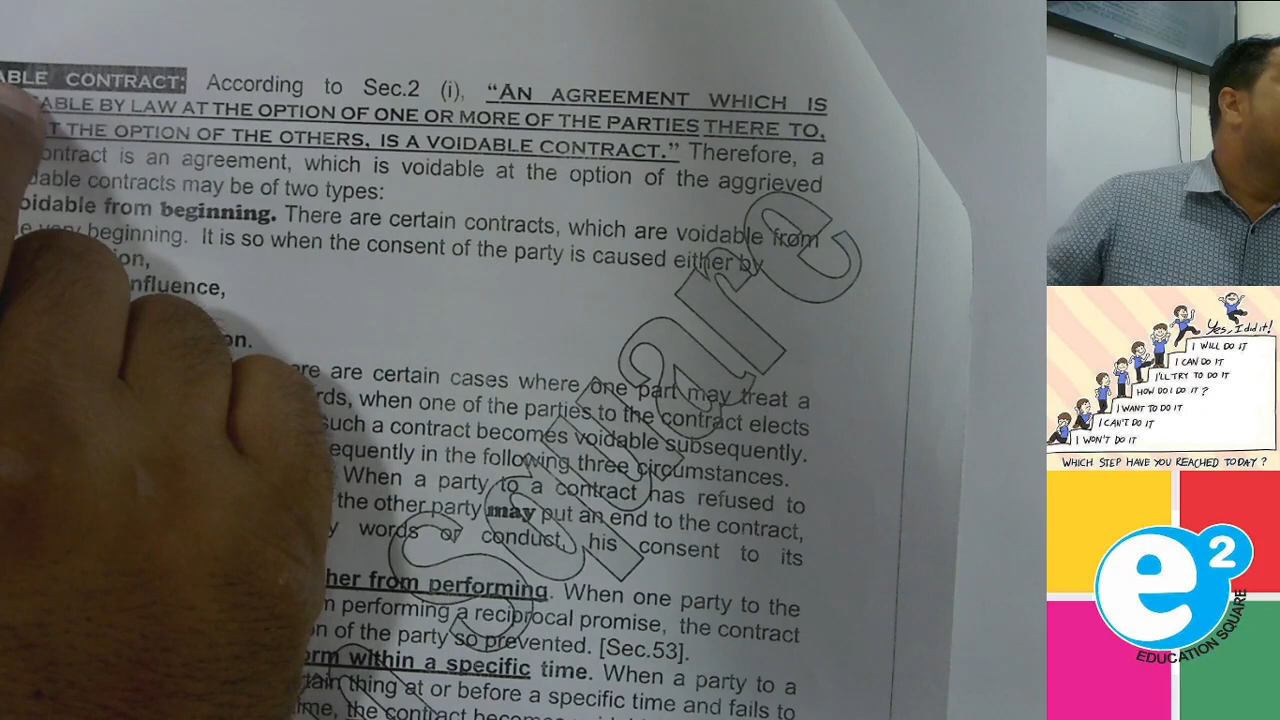 ABLE CONTRACT: According to Sec.2 (i), “AN AGREEMENT WHICH IS
ABLE BY LAW AT THE OPTION OF ONE OR MORE OF THE PARTIES THERE TO,
T THE OPTION OF THE OTHERS, IS A VOIDABLE CONTRACT.” Therefore, a
ontract is an agreement, which is voidable at the option of the aggrieved
dable contracts may be of two types:
oidable from beginning. There are certain contracts, which are voidable from
e very beginning. It is so when the consent of the party is caused either by
ion,
nfluence,
on.
re are certain cases where one part may treat a
rds, when one of the parties to the contract elects
such a contract becomes voidable subsequently.
equently in the following three circumstances.
When a party to a contract has refused to
the other party may put an end to the contract,
y words or conduct, his consent to its
her from performing. When one party to the
n performing a reciprocal promise, the contract
on of the party so prevented. [Sec.53].
orm within a specific time. When a party to a
tain thing at or before a specific time and fails to
ime, the contract becomes
Square
Yes, I did it!
I WILL DO IT
I CAN DO IT
I'LL TRY TO DO IT
HOW DO I DO IT?
I WANT TO DO IT
I CAN'T DO IT
I WON'T DO IT
WHICH STEP HAVE YOU REACHED TODAY?
e2
EDUCATION SQUARE